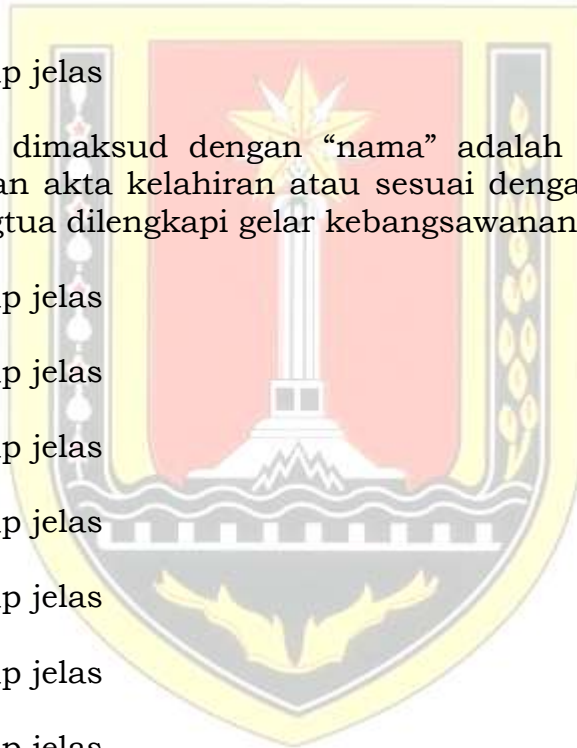 p jelas
dimaksud dengan “nama” adalah
an akta kelahiran atau sesuai denga
gtua dilengkapi gelar kebangsawanan
p jelas
p jelas
p jelas
p jelas
p jelas
p jelas
p jelas